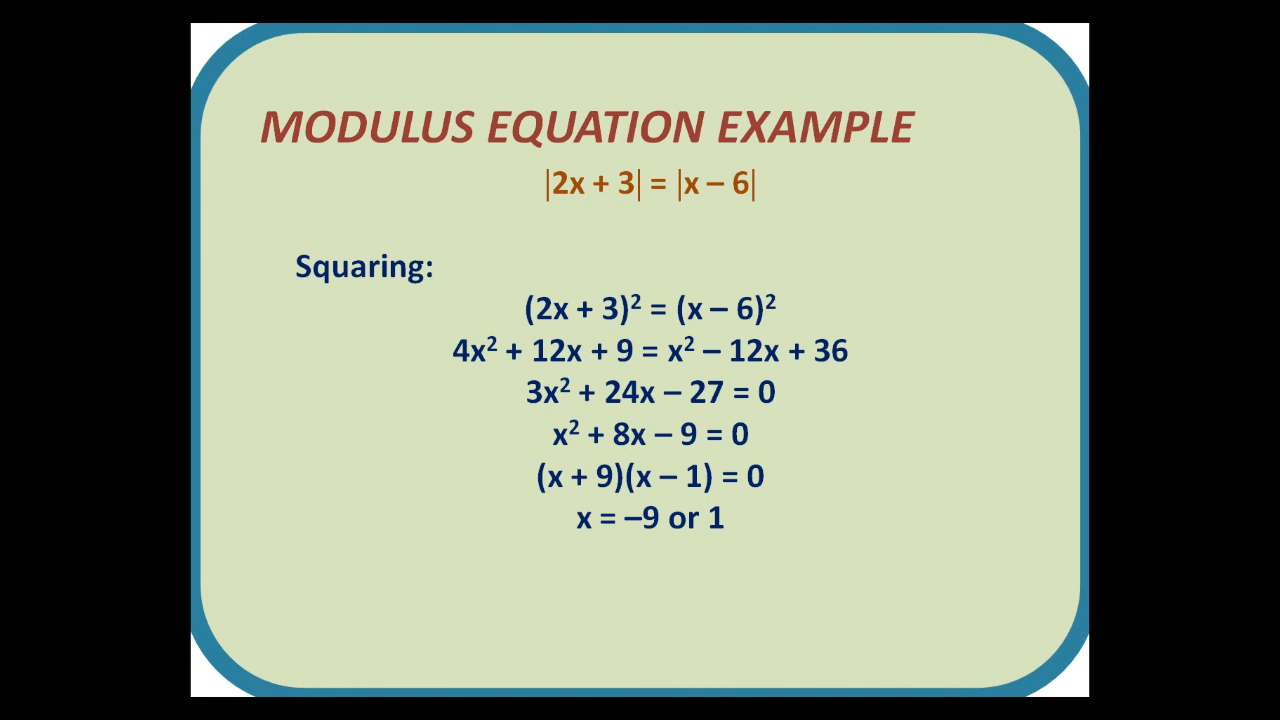 MODULUS EQUATION EXAMPLE
|2x + 3| = |x – 6|
Squaring:
(2x + 3)² = (x – 6)²
4x² + 12x + 9 = x² – 12x + 36
3x² + 24x – 27 = 0
x² + 8x – 9 = 0
(x + 9)(x – 1) = 0
x = –9 or 1